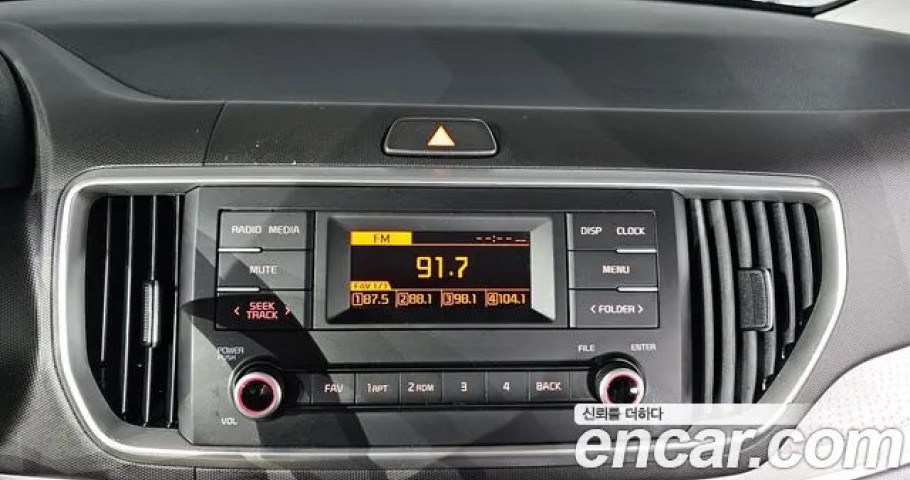 RADIO MEDIA
MUTE
< SEEK TRACK >
FM --:-- 
91.7
FAV 1/3
1 87.5 2 88.1 3 98.1 4 104.1
DISP CLOCK
MENU
< FOLDER >
POWER PUSH
VOL
FAV 1 RPT 2 RDM 3 4 BACK
FILE ENTER
신뢰를 더하다
encar.com